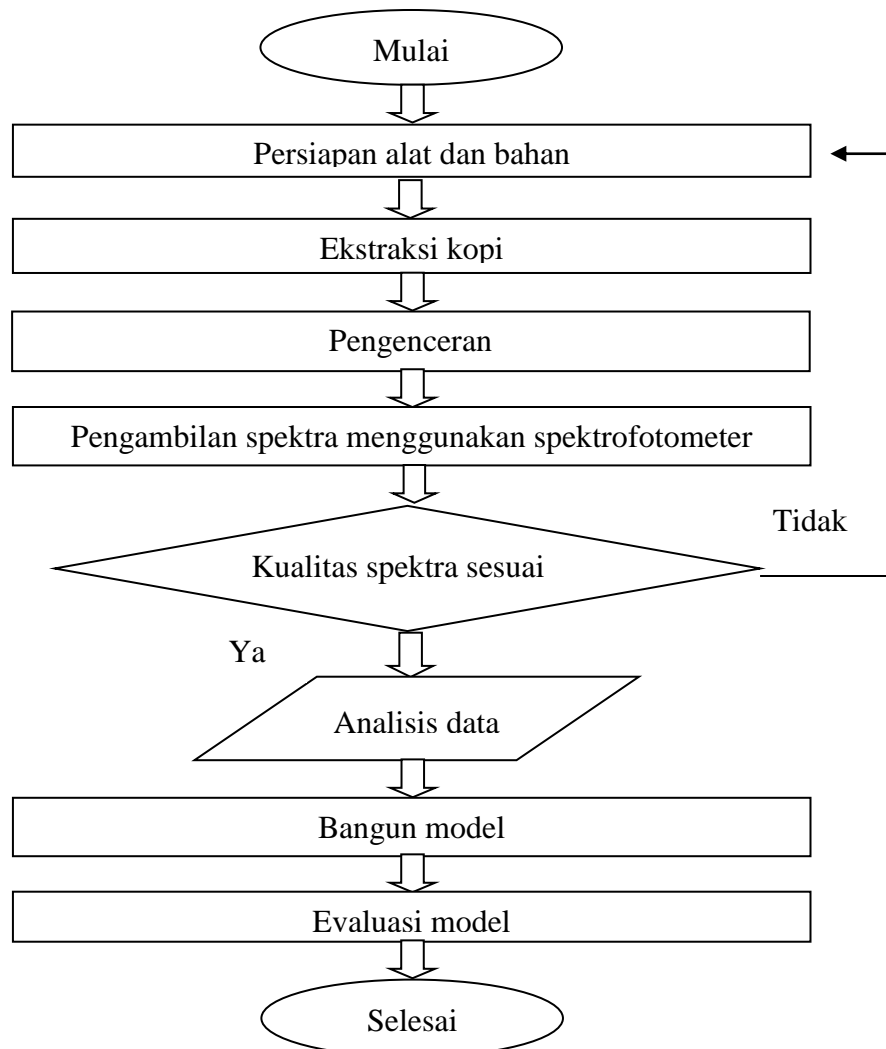 Mulai
Persiapan alat dan bahan
Ekstraksi kopi
Pengenceran
Pengambilan spektra menggunakan spektrofotometer
Tidak
Kualitas spektra sesuai
Ya
Analisis data
Bangun model
Evaluasi model
Selesai